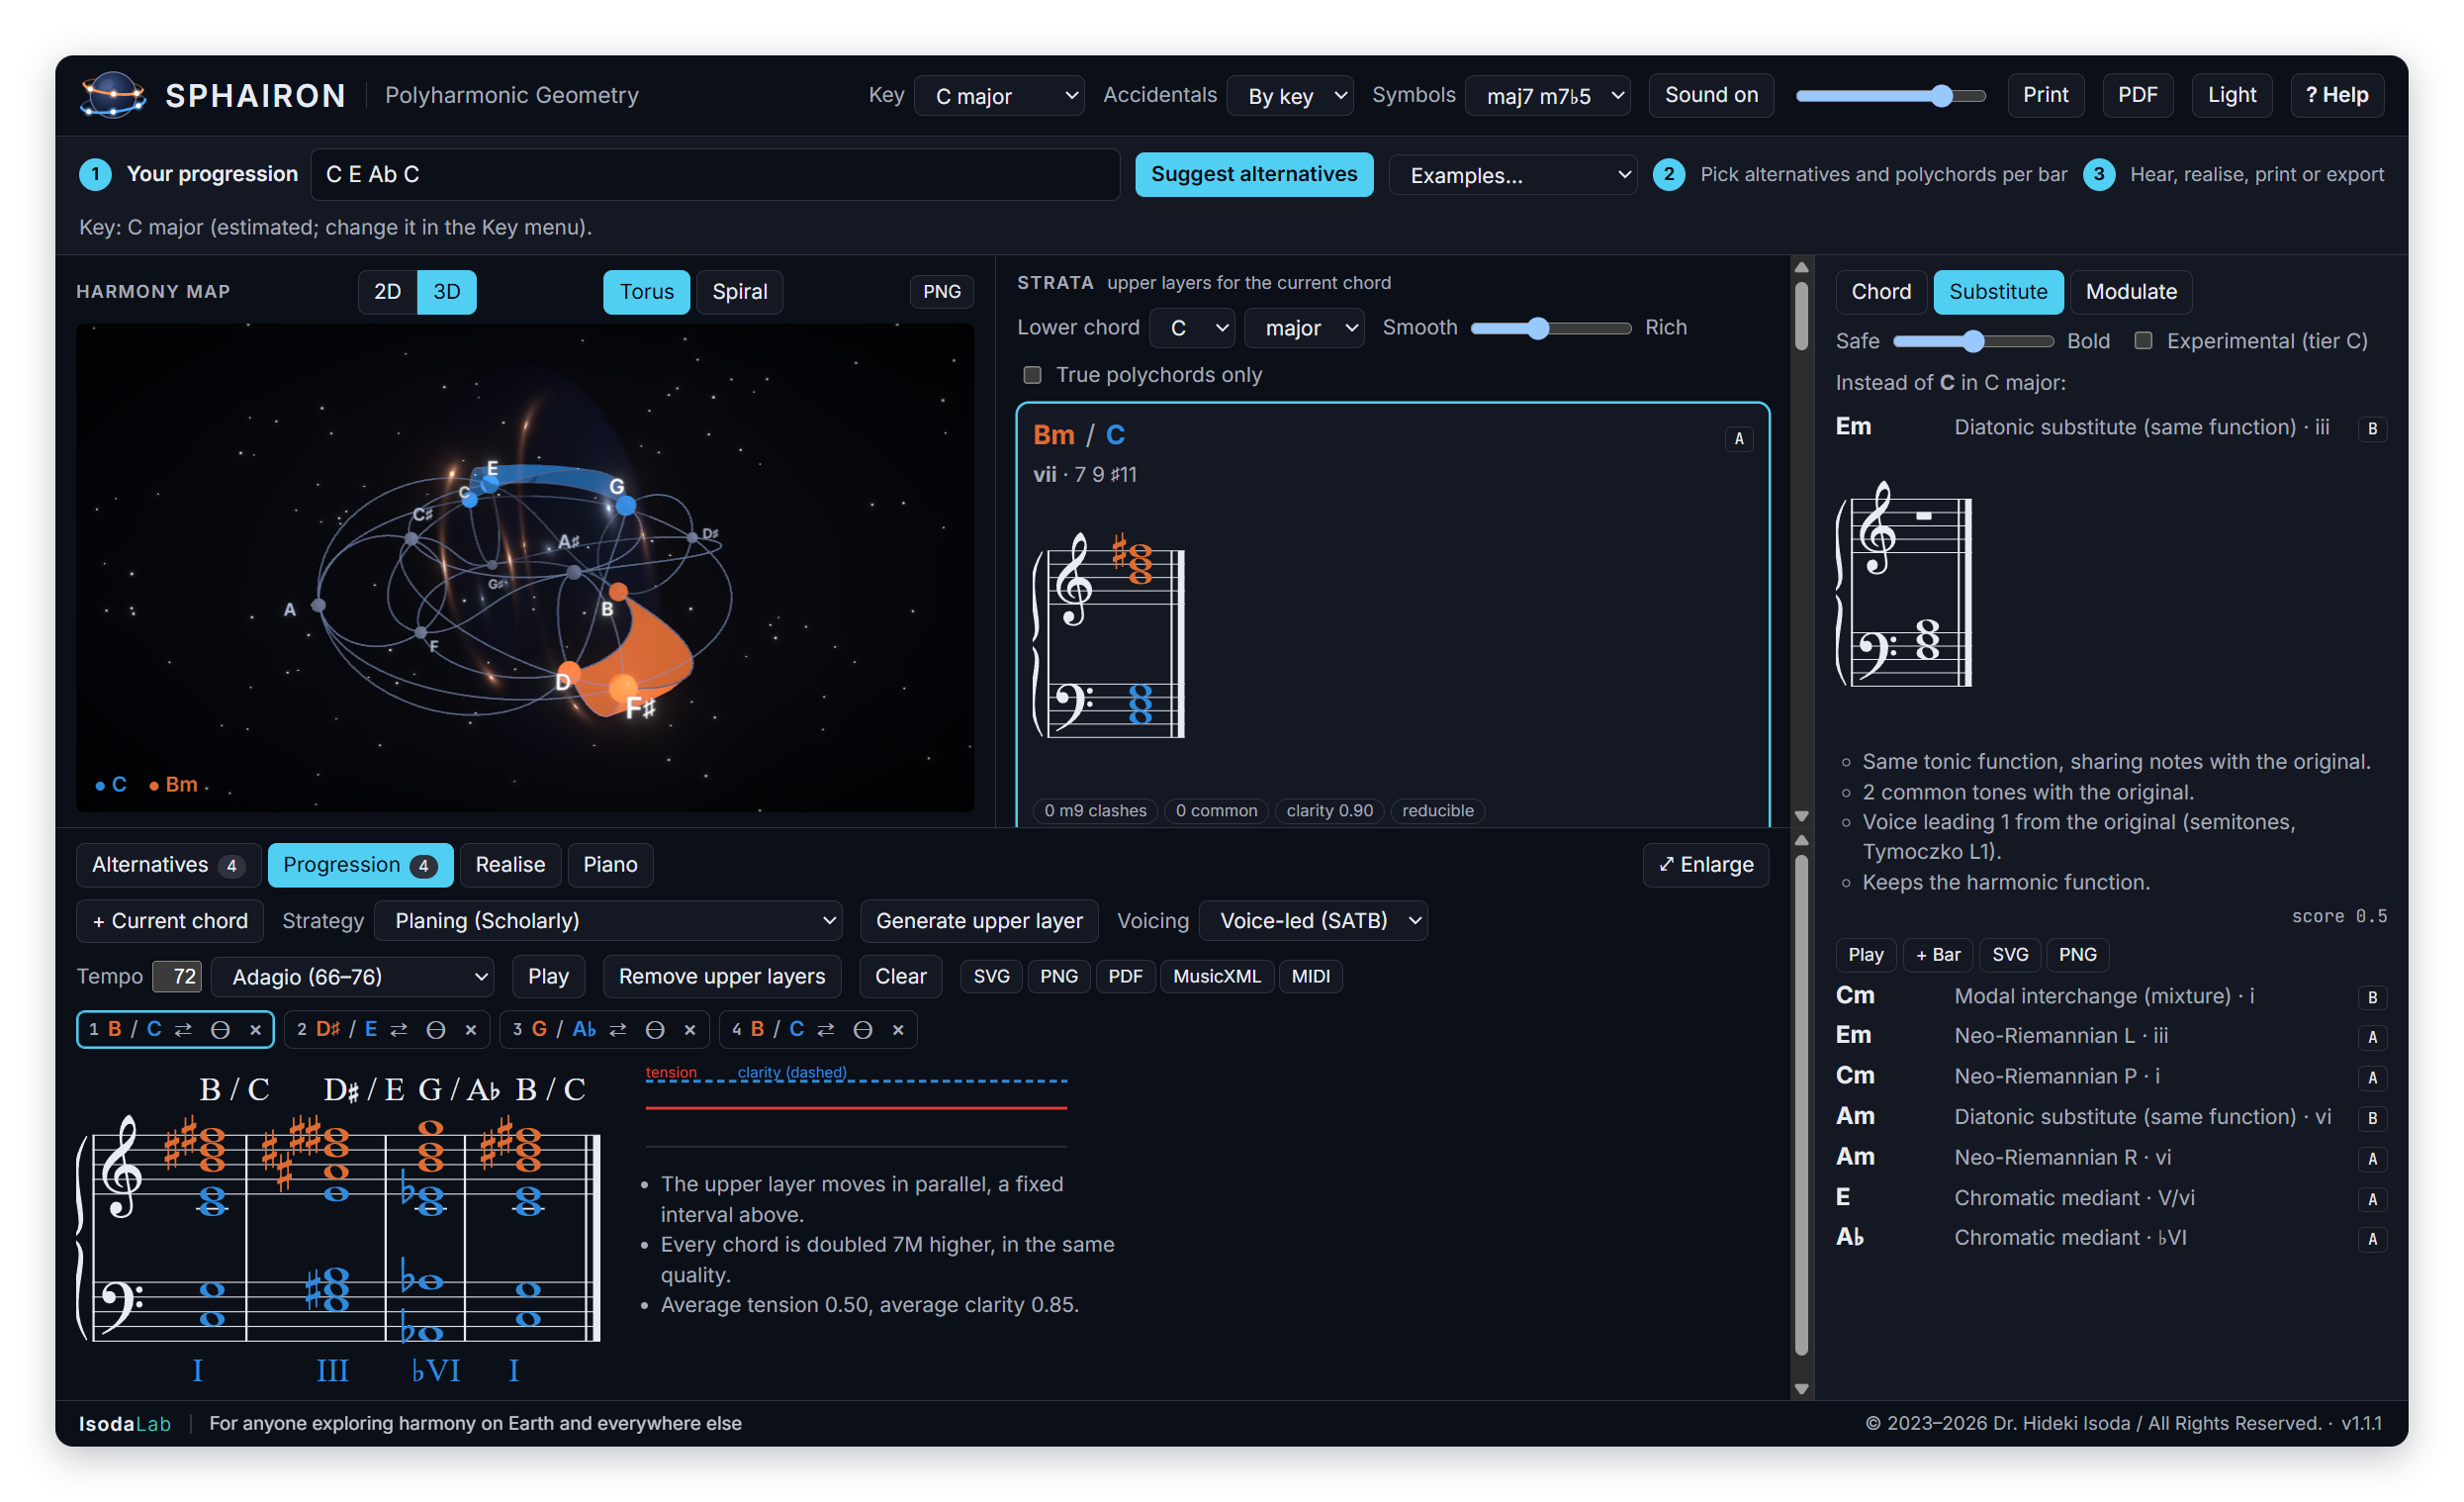 SPHAIRON Polyharmonic Geometry Key C major Accidentals By key Symbols maj7 m7♭5 Sound on Print PDF Light ? Help
1 Your progression C E Ab C Suggest alternatives Examples... 2 Pick alternatives and polychords per bar 3 Hear, realise, print or export
Key: C major (estimated; change it in the Key menu).
HARMONY MAP 2D 3D Torus Spiral PNG
E
C
G
C♯
A♯
D♯
G♯
A
B
F
D
F♯
C Bm
STRATA upper layers for the current chord
Lower chord C major Smooth Rich
True polychords only
Bm / C A
vii · 7 9 ♯11
0 m9 clashes 0 common clarity 0.90 reducible
Chord Substitute Modulate
Safe Bold Experimental (tier C)
Instead of C in C major:
Em Diatonic substitute (same function) · iii B
Same tonic function, sharing notes with the original.
2 common tones with the original.
Voice leading 1 from the original (semitones,
Tymoczko L1).
Keeps the harmonic function.
score 0.5
Play + Bar SVG PNG
Cm Modal interchange (mixture) · i B
Em Neo-Riemannian L · iii A
Cm Neo-Riemannian P · i A
Am Diatonic substitute (same function) · vi B
Am Neo-Riemannian R · vi A
E Chromatic mediant · V/vi A
A♭ Chromatic mediant · ♭VI A
Alternatives 4 Progression 4 Realise Piano Enlarge
+ Current chord Strategy Planing (Scholarly) Generate upper layer Voicing Voice-led (SATB)
Tempo 72 Adagio (66–76) Play Remove upper layers Clear SVG PNG PDF MusicXML MIDI
1 B / C ⇄ × 2 D♯ / E ⇄ × 3 G / A♭ ⇄ × 4 B / C ⇄ ×
B / C D♯ / E G / A♭ B / C
I III ♭VI I
tension clarity (dashed)
The upper layer moves in parallel, a fixed
interval above.
Every chord is doubled 7M higher, in the same
quality.
Average tension 0.50, average clarity 0.85.
IsodaLab For anyone exploring harmony on Earth and everywhere else © 2023–2026 Dr. Hideki Isoda / All Rights Reserved. · v1.1.1